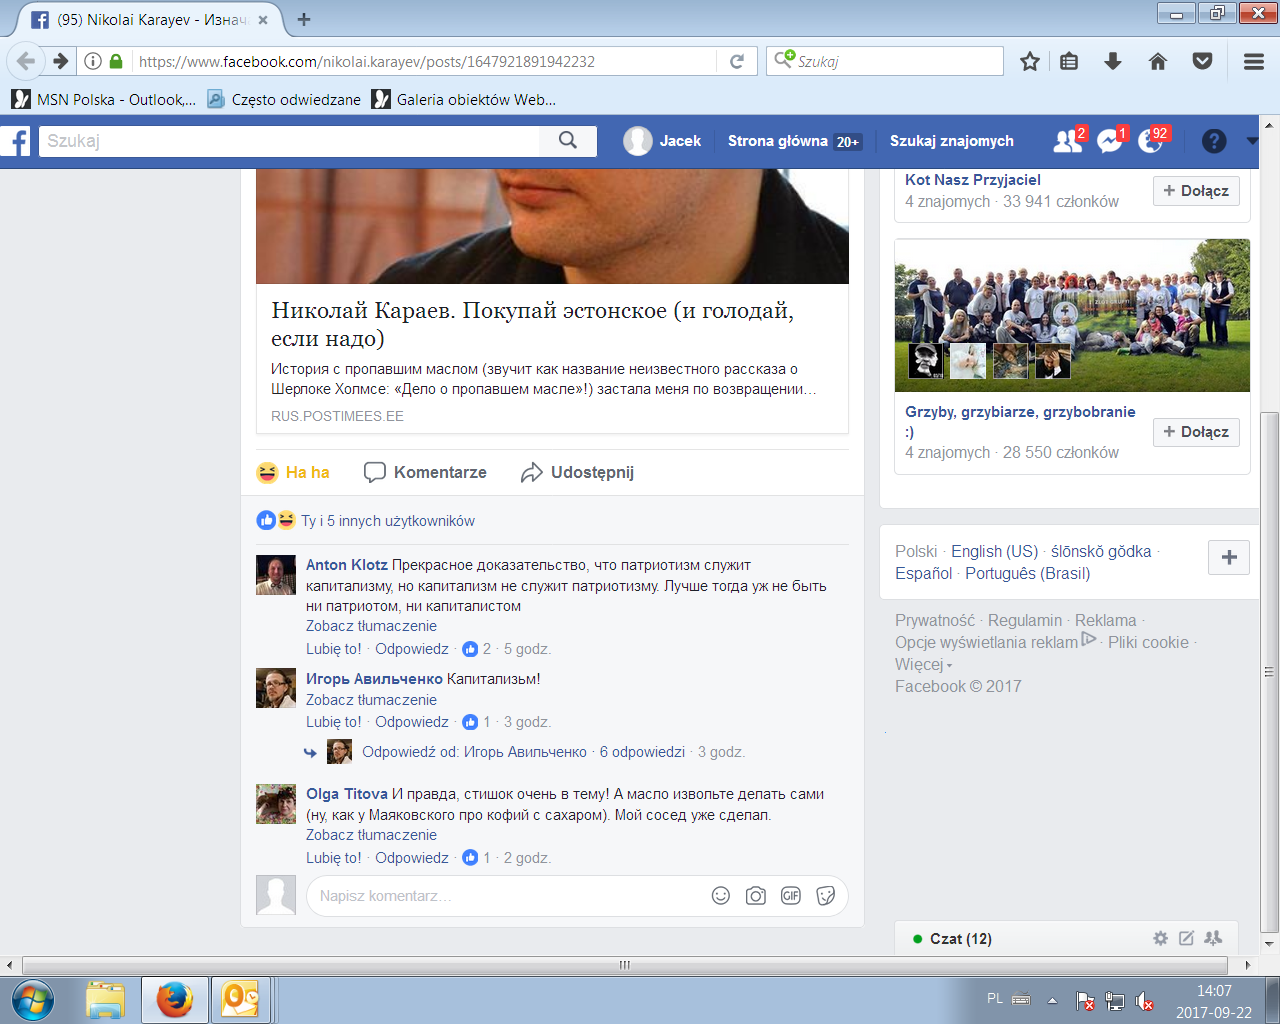 (95) Nikolai Karayev - Изнач
https://www.facebook.com/nikolai.karayev/posts/1647921891942232
Szukaj
MSN Polska - Outlook,...
Często odwiedzane
Galeria obiektów Web...
Szukaj
Jacek
Strona główna 20+
Szukaj znajomych
2
1
92
?
Николай Караев. Покупай эстонское (и голодай,
если надо)
История с пропавшим маслом (звучит как название неизвестного рассказа о
Шерлоке Холмсе: «Дело о пропавшем масле»!) застала меня по возвращении…
RUS.POSTIMEES.EE
Ha ha
Komentarze
Udostępnij
Ty i 5 innych użytkowników
Anton Klotz Прекрасное доказательство, что патриотизм служит
капитализму, но капитализм не служит патриотизму. Лучше тогда уж не быть
ни патриотом, ни капиталистом
Zobacz tłumaczenie
Lubię to! · Odpowiedz · 2 · 5 godz.
Игорь Авильченко Капитализьм!
Zobacz tłumaczenie
Lubię to! · Odpowiedz · 1 · 3 godz.
Odpowiedź od: Игорь Авильченко · 6 odpowiedzi · 3 godz.
Olga Titova И правда, стишок очень в тему! А масло извольте делать сами
(ну, как у Маяковского про кофий с сахаром). Мой сосед уже сделал.
Zobacz tłumaczenie
Lubię to! · Odpowiedz · 1 · 2 godz.
Napisz komentarz...
GIF
Kot Nasz Przyjaciel
4 znajomych · 33 941 członków
+ Dołącz
Grzyby, grzybiarze, grzybobranie
:)
4 znajomych · 28 550 członków
+ Dołącz
Polski · English (US) · ślōnskŏ gŏdka ·
Español · Português (Brasil)
Prywatność · Regulamin · Reklama ·
Opcje wyświetlania reklam · Pliki cookie ·
Więcej
Facebook © 2017
Czat (12)
PL
14:07
2017-09-22